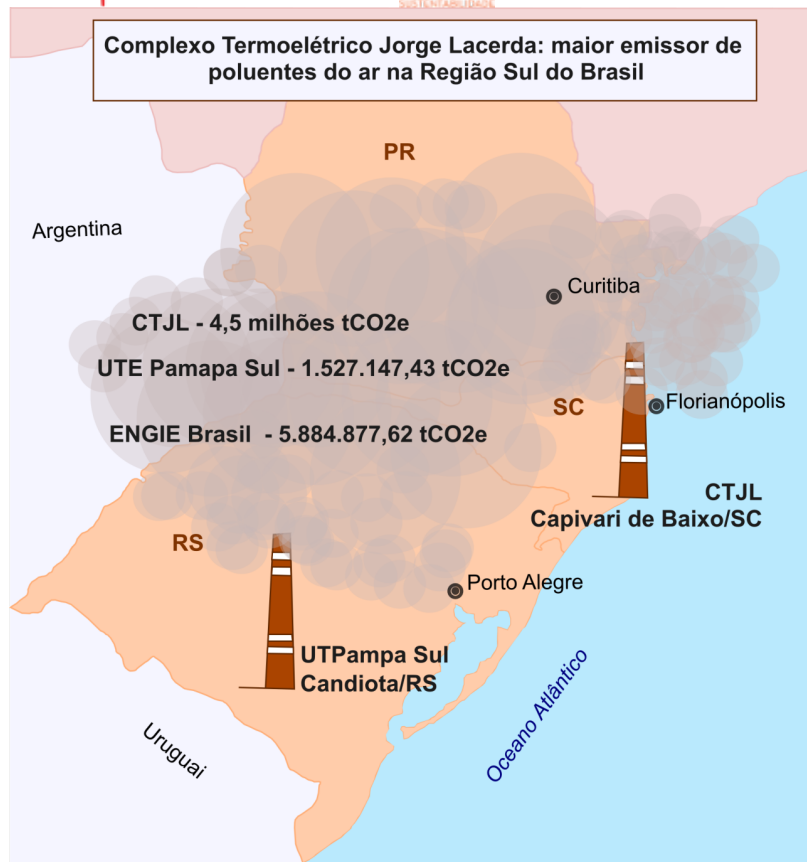 SUSTENTABILIDADE
Complexo Termoelétrico Jorge Lacerda: maior emissor de
poluentes do ar na Região Sul do Brasil
PR
Argentina
Curitiba
CTJL - 4,5 milhões tCO2e
UTE Pamapa Sul - 1.527.147,43 tCO2e
SC
Florianópolis
ENGIE Brasil - 5.884.877,62 tCO2e
CTJL
Capivari de Baixo/SC
RS
Porto Alegre
UTPampa Sul
Candiota/RS
Oceano Atlântico
Uruguai